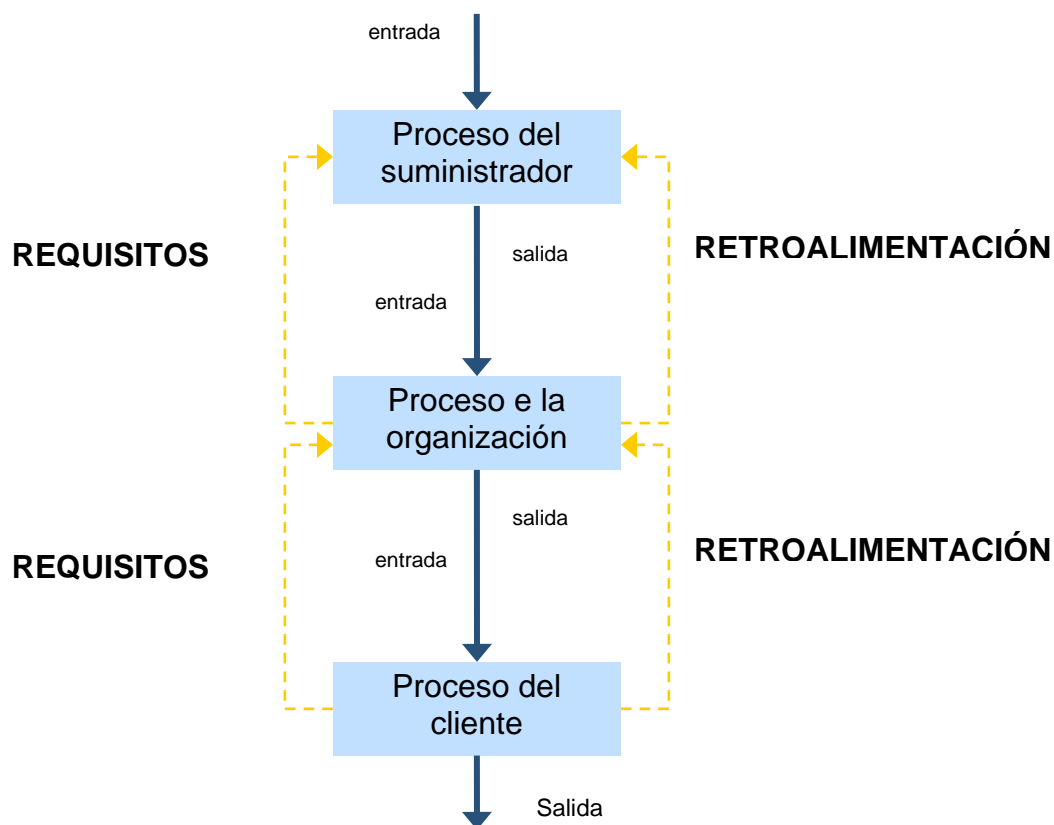 entrada
Proceso del
suministrador
REQUISITOS
salida
RETROALIMENTACIÓN
entrada
Proceso e la
organización
salida
REQUISITOS
entrada
RETROALIMENTACIÓN
Proceso del
cliente
Salida